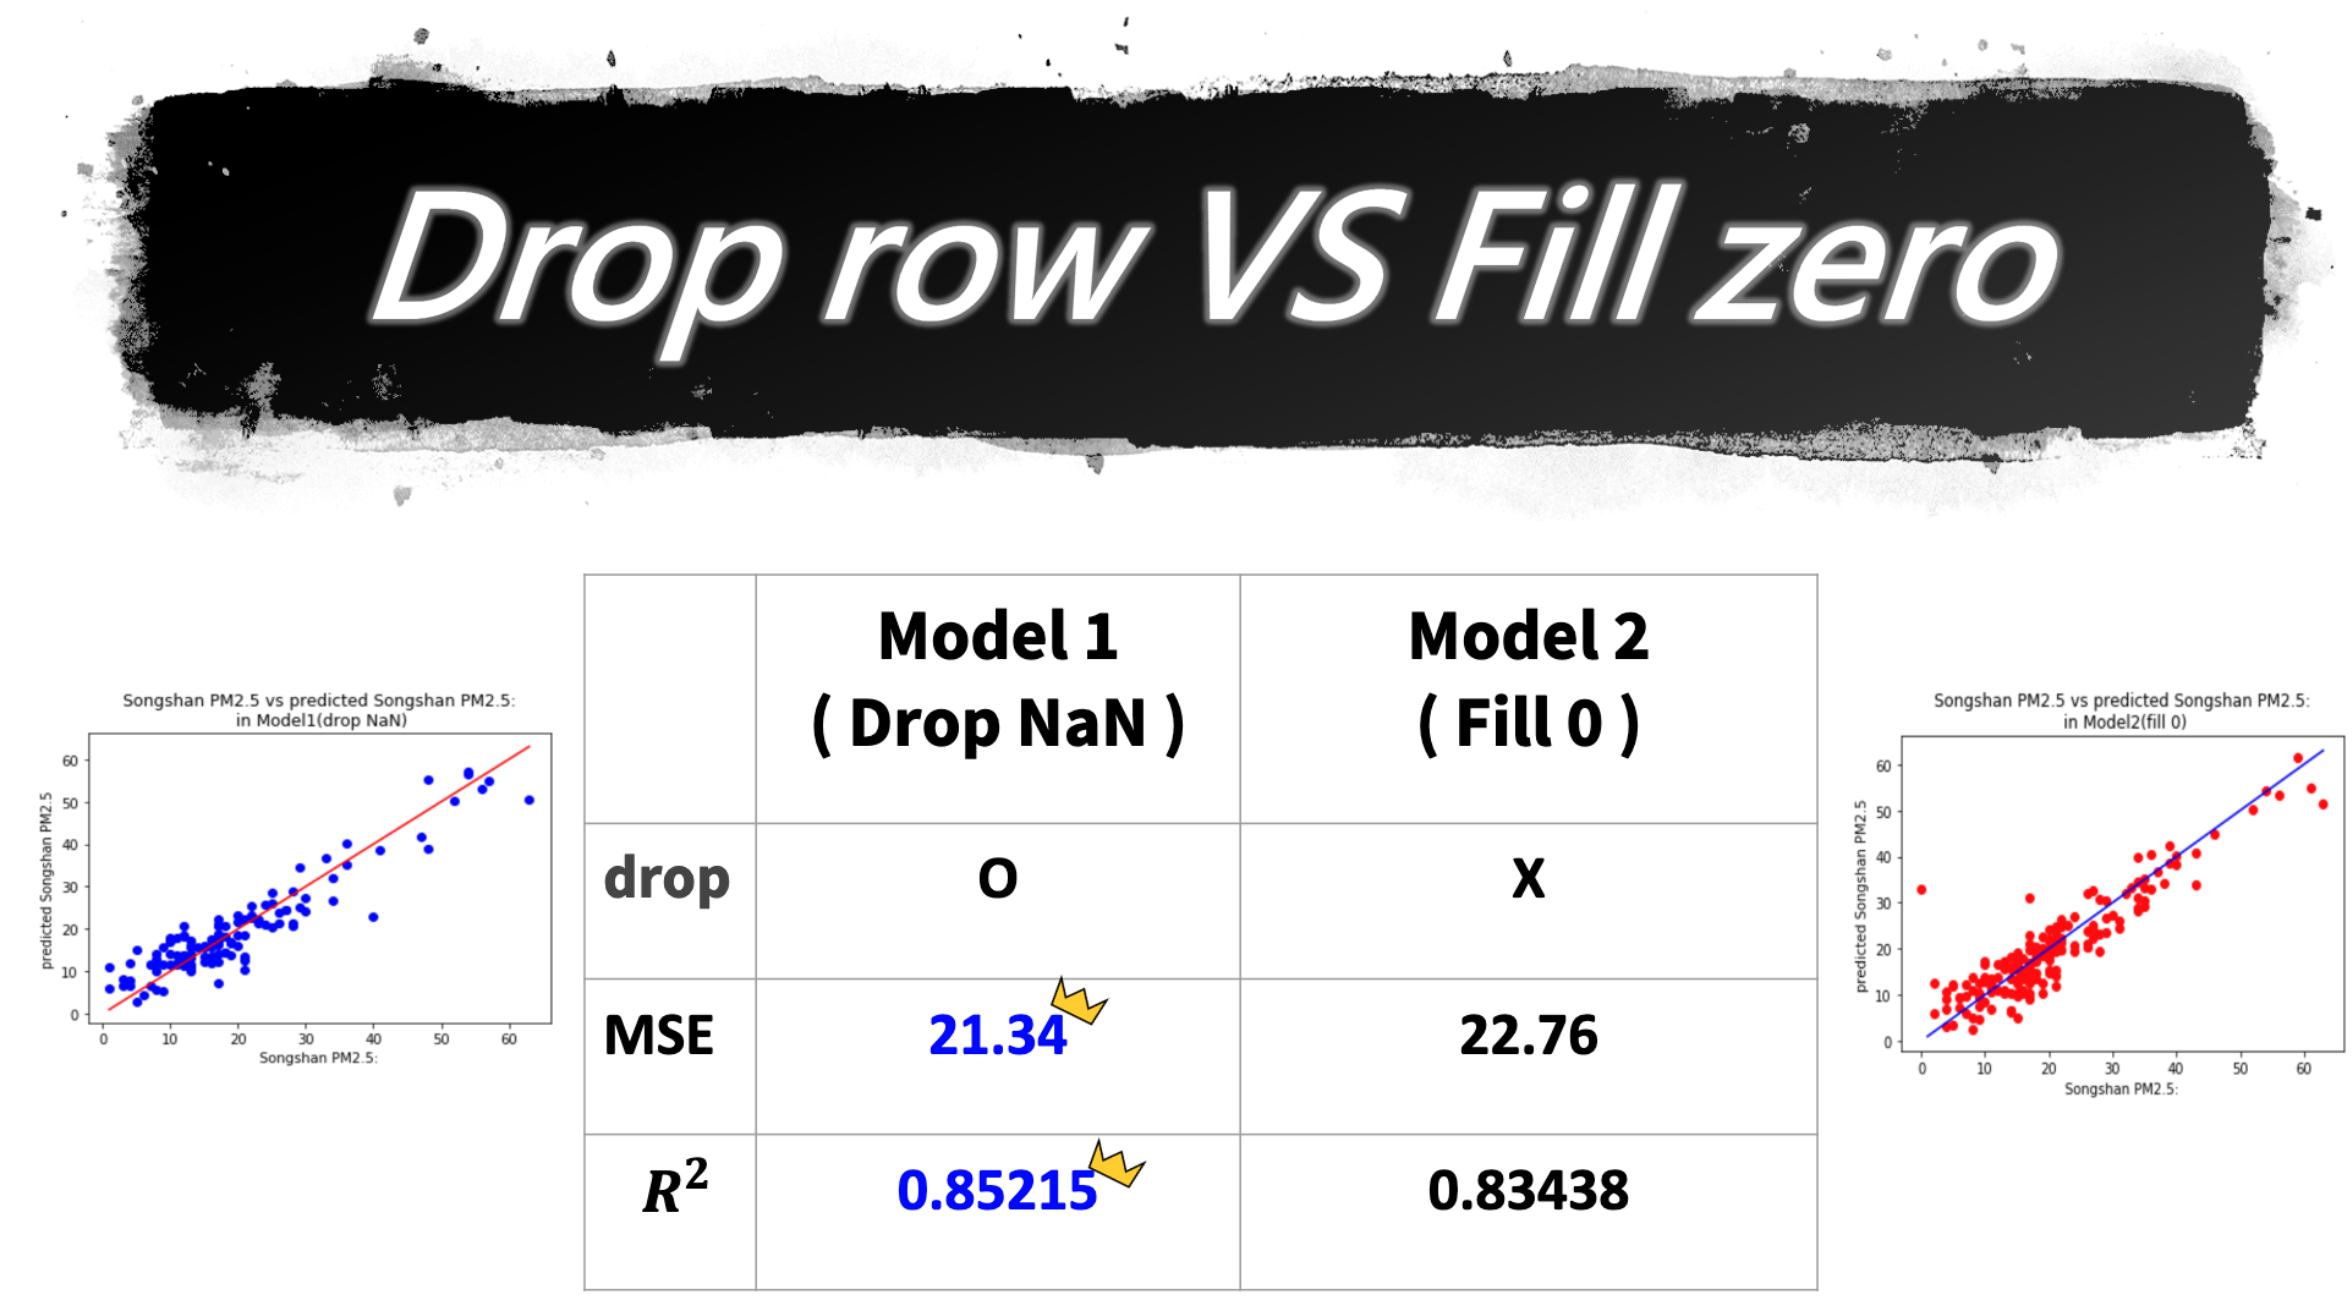 Drop row VS Fill zero
Songshan PM2.5 vs predicted Songshan PM2.5:
in Model1(drop NaN)
predicted Songshan PM2.5
60
50
40
30
20
10
0
0 10 20 30 40 50 60
Songshan PM2.5:
Model 1 Model 2
( Drop NaN ) ( Fill 0 )
drop O X
MSE 21.34 22.76
R² 0.85215 0.83438
Songshan PM2.5 vs predicted Songshan PM2.5:
in Model2(fill 0)
predicted Songshan PM2.5
60
50
40
30
20
10
0
0 10 20 30 40 50 60
Songshan PM2.5: